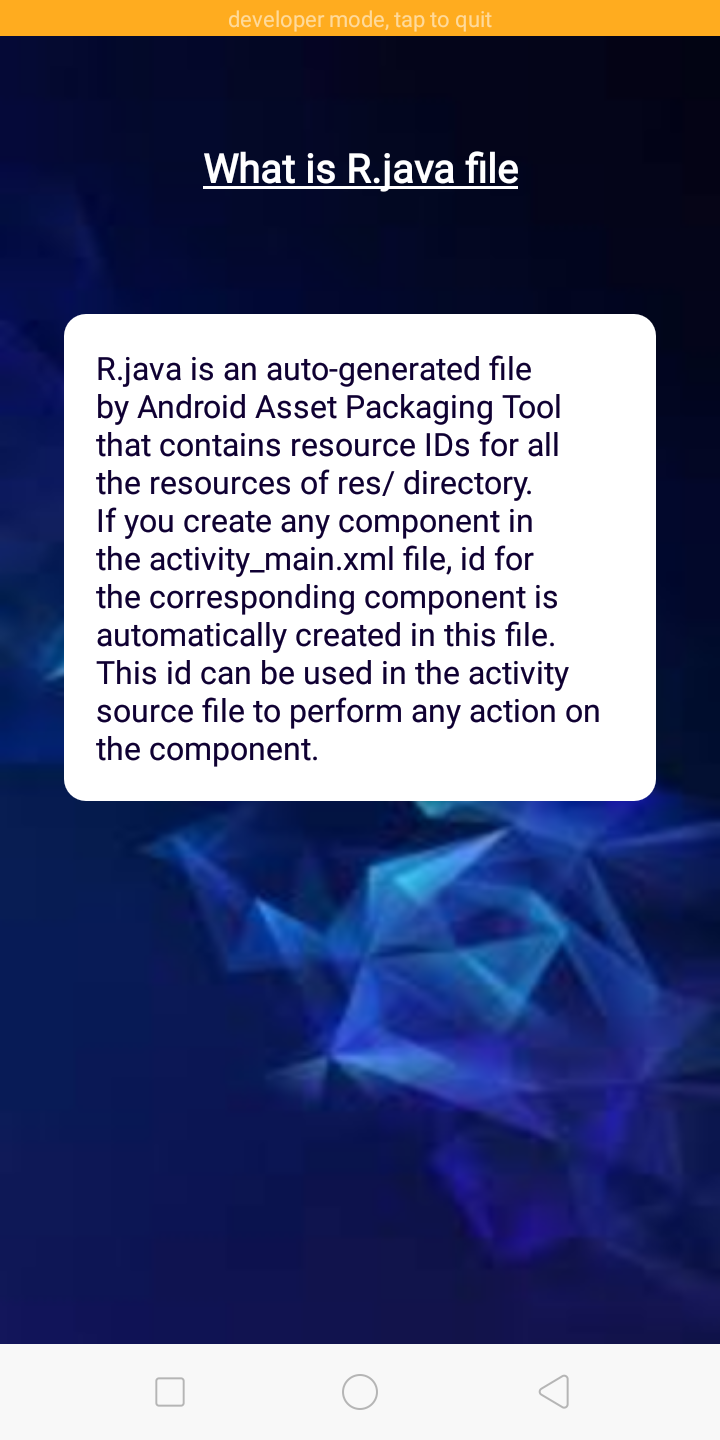 developer mode, tap to quit
What is R.java file
R.java is an auto-generated file
by Android Asset Packaging Tool
that contains resource IDs for all
the resources of res/ directory.
If you create any component in
the activity_main.xml file, id for
the corresponding component is
automatically created in this file.
This id can be used in the activity
source file to perform any action on
the component.